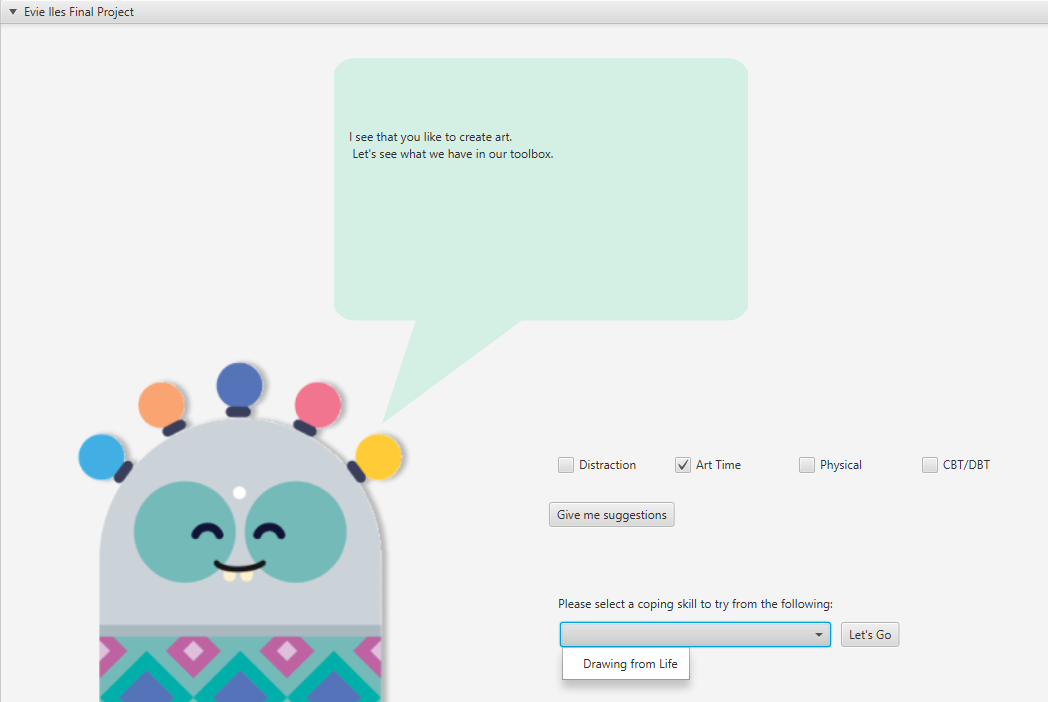 Evie Iles Final Project
I see that you like to create art.
Let's see what we have in our toolbox.
Distraction
Art Time
Physical
CBT/DBT
Give me suggestions
Please select a coping skill to try from the following:
Let's Go
Drawing from Life